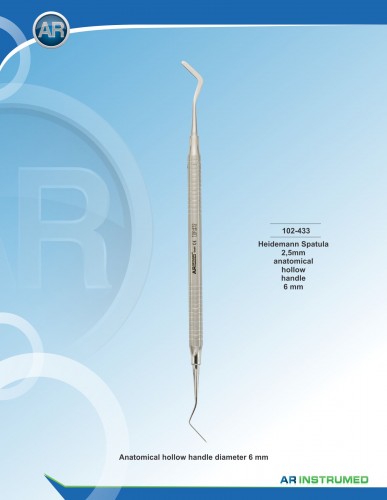 AR
R
102-433
Heidemann Spatula
2,5mm
anatomical
hollow
handle
6 mm
Anatomical hollow handle diameter 6 mm
AR INSTRUMED